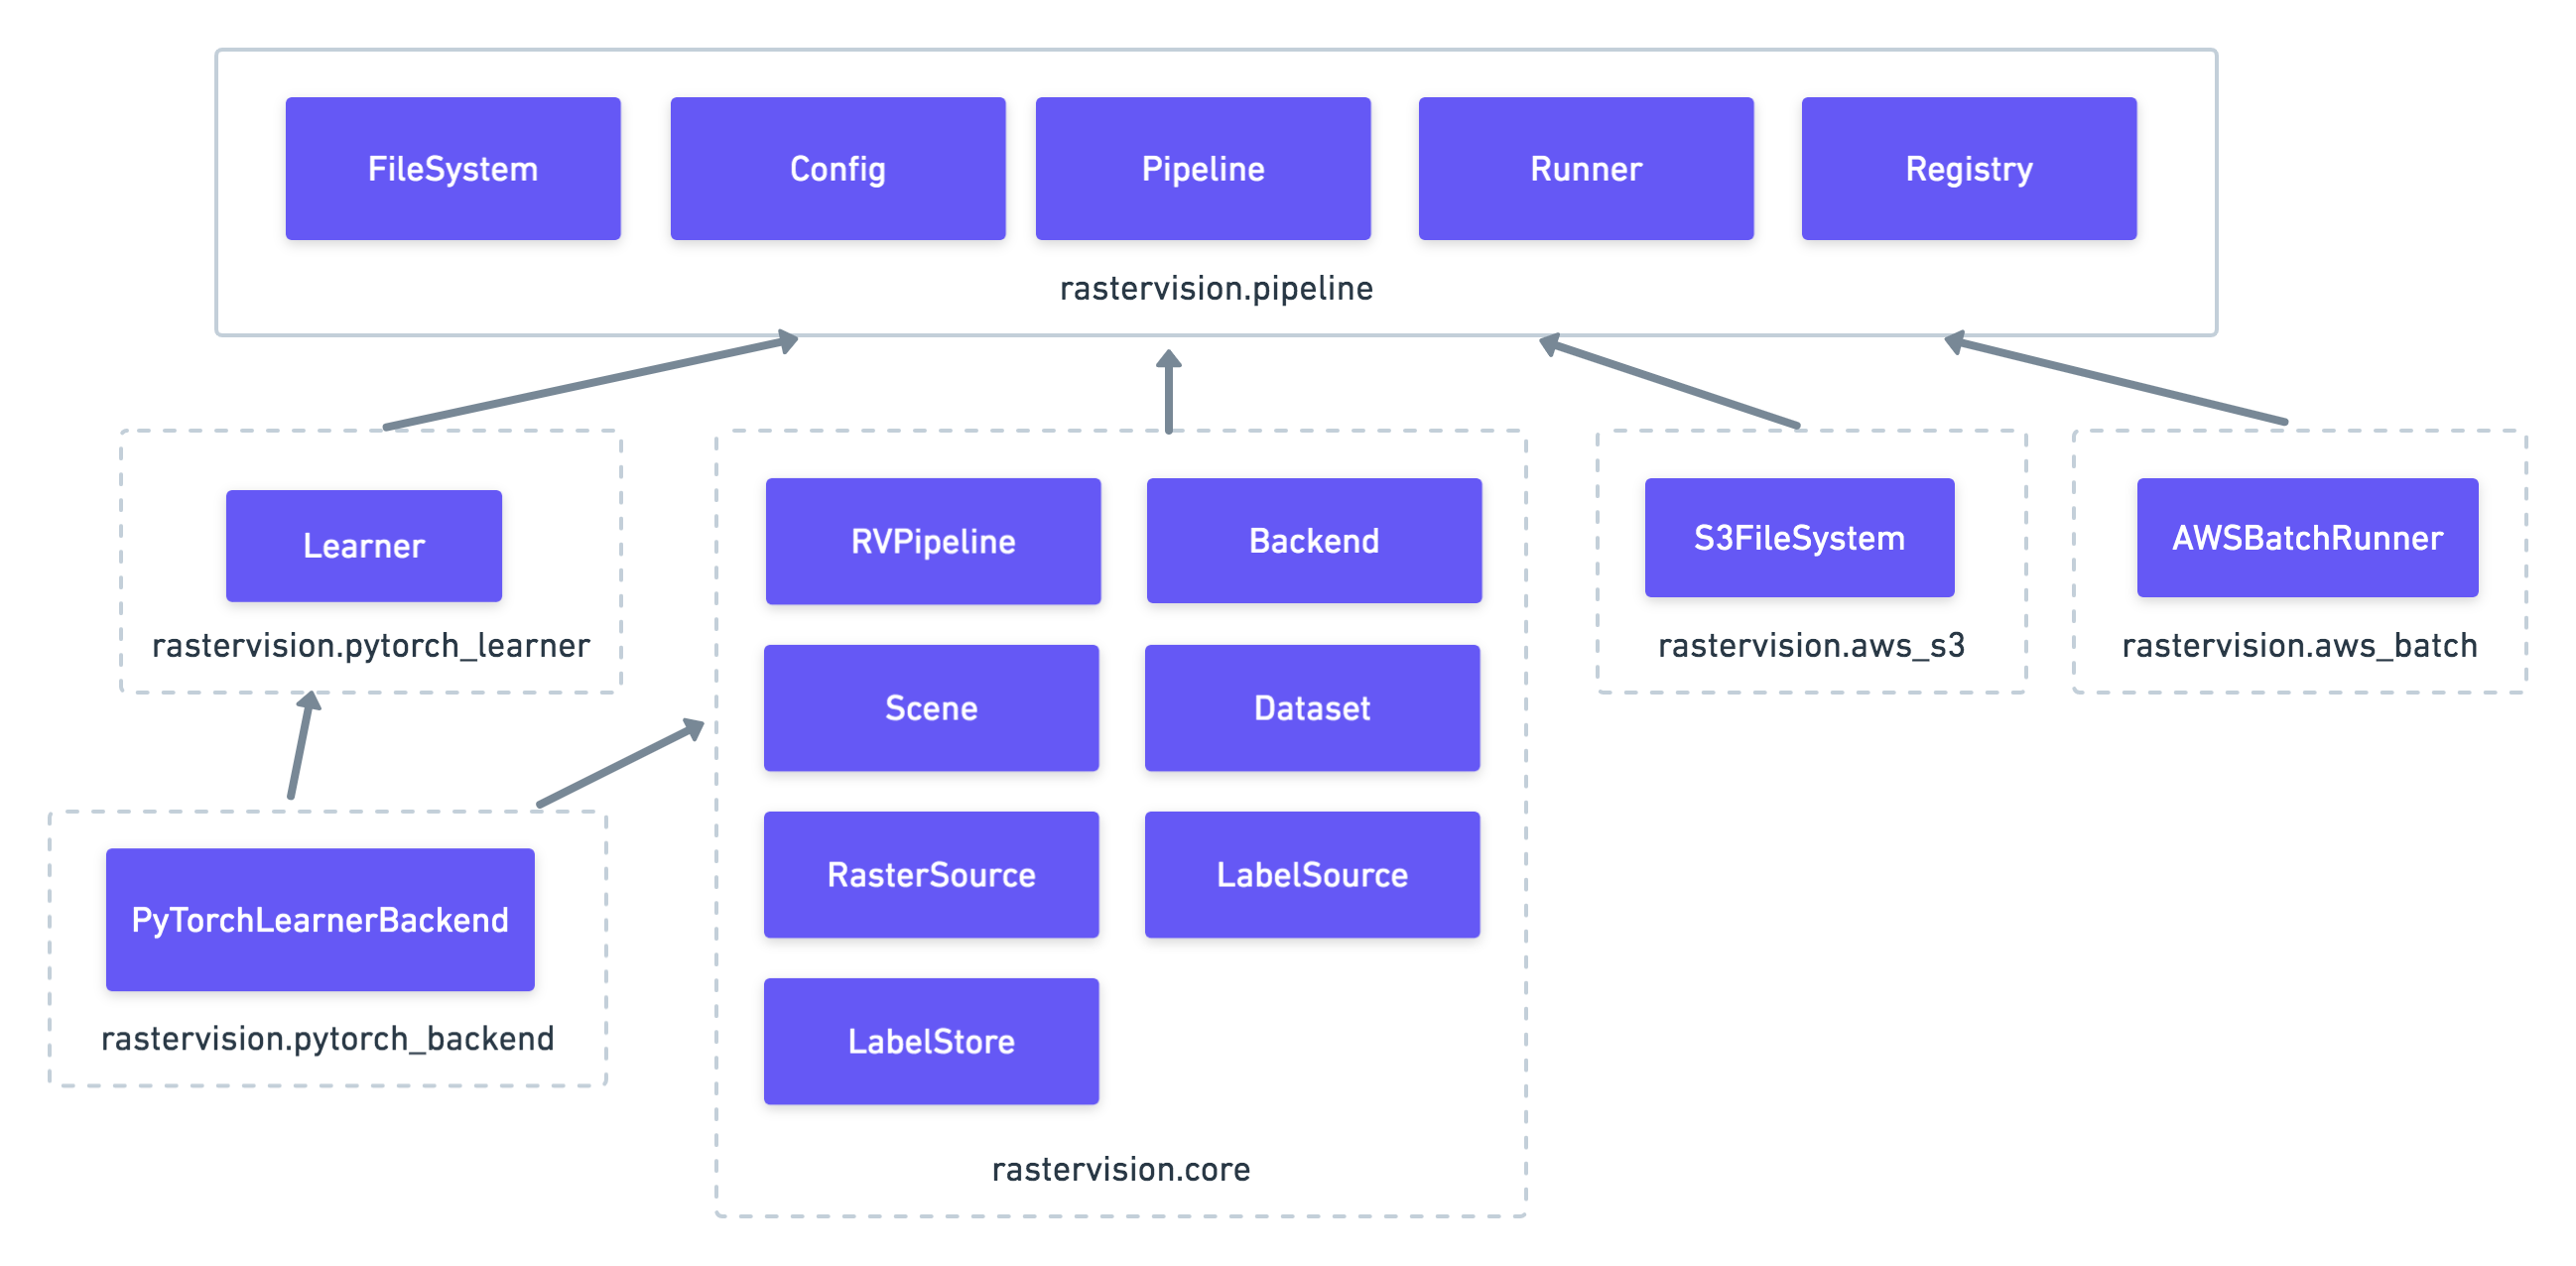 FileSystem
Config
Pipeline
Runner
Registry
rastervision.pipeline
Learner
rastervision.pytorch_learner
RVPipeline
Backend
Scene
Dataset
RasterSource
LabelSource
LabelStore
rastervision.core
S3FileSystem
rastervision.aws_s3
AWSBatchRunner
rastervision.aws_batch
PyTorchLearnerBackend
rastervision.pytorch_backend